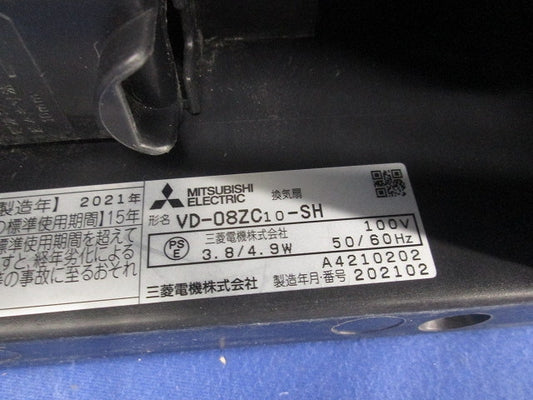 製造年】 2021年
の標準使用期間】15年
標準使用期間を超えて
すと、経年劣化による
等の事故に至るおそれ
MITSUBISHI
ELECTRIC
換気扇
形名 VD-08ZC10-SH
PS
E
三菱電機株式会社
100V
3.8/4.9W
50/60Hz
A4210202
三菱電機株式会社
製造年月・番号 202102